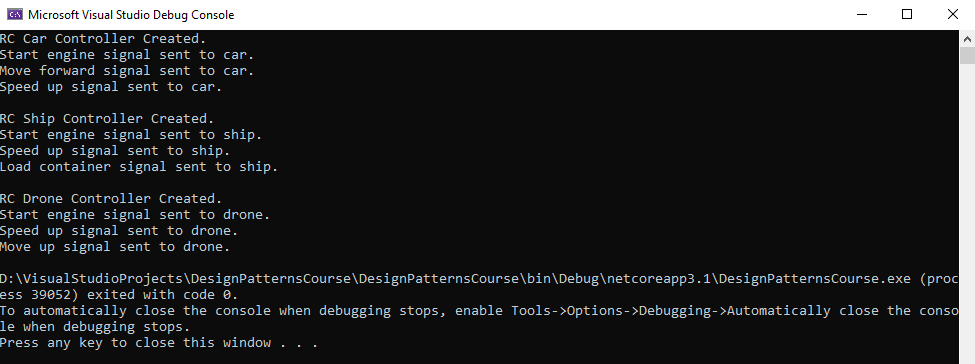 Microsoft Visual Studio Debug Console
RC Car Controller Created.
Start engine signal sent to car.
Move forward signal sent to car.
Speed up signal sent to car.
RC Ship Controller Created.
Start engine signal sent to ship.
Speed up signal sent to ship.
Load container signal sent to ship.
RC Drone Controller Created.
Start engine signal sent to drone.
Speed up signal sent to drone.
Move up signal sent to drone.
D:\VisualStudioProjects\DesignPatternsCourse\DesignPatternsCourse\bin\Debug\netcoreapp3.1\DesignPatternsCourse.exe (proc
ess 39052) exited with code 0.
To automatically close the console when debugging stops, enable Tools->Options->Debugging->Automatically close the conso
le when debugging stops.
Press any key to close this window . . .